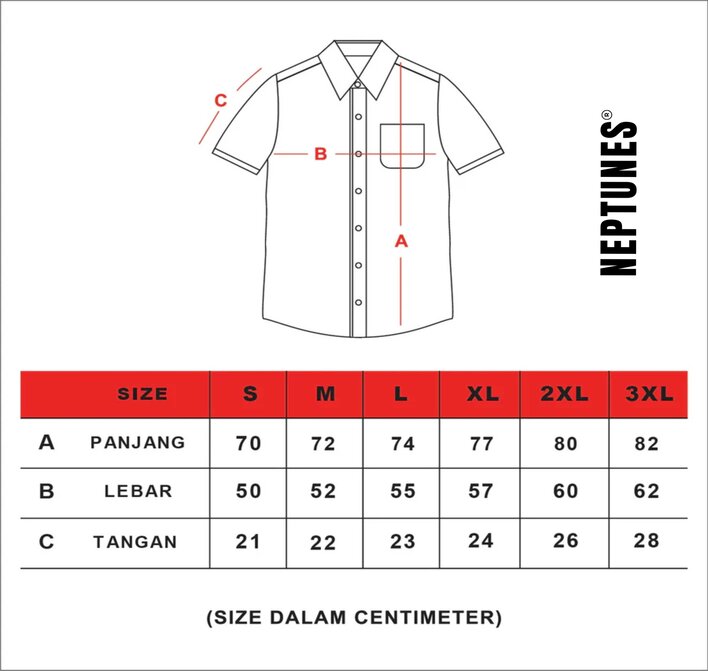 C
B
A
NEPTUNES®
SIZE S M L XL 2XL 3XL
A PANJANG 70 72 74 77 80 82
B LEBAR 50 52 55 57 60 62
C TANGAN 21 22 23 24 26 28
(SIZE DALAM CENTIMETER)